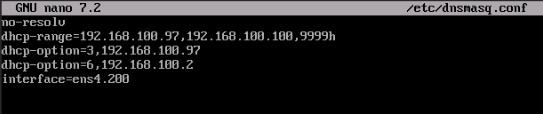 GNU nano 7.2 /etc/dnsmasq.conf
no-resolv
dhcp-range=192.168.100.97,192.168.100.100,9999h
dhcp-option=3,192.168.100.97
dhcp-option=6,192.168.100.2
interface=ens4.200